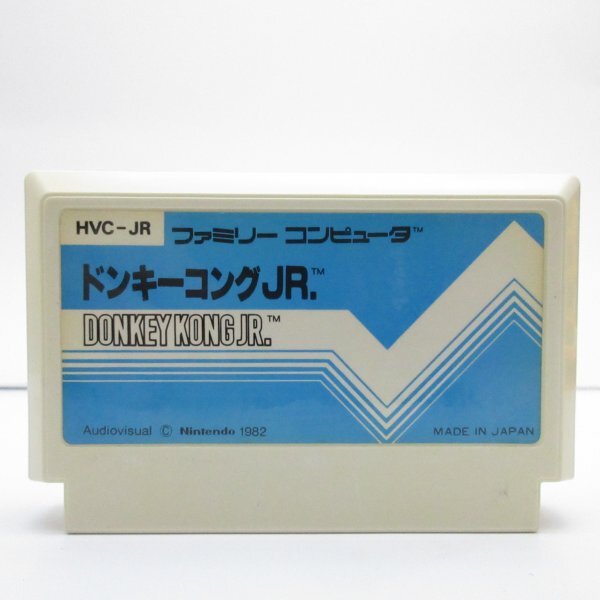 HVC-JR ファミリー コンピュータ™
ドンキーコングJR.™
DONKEY KONG JR.™
Audiovisual © Nintendo 1982 MADE IN JAPAN